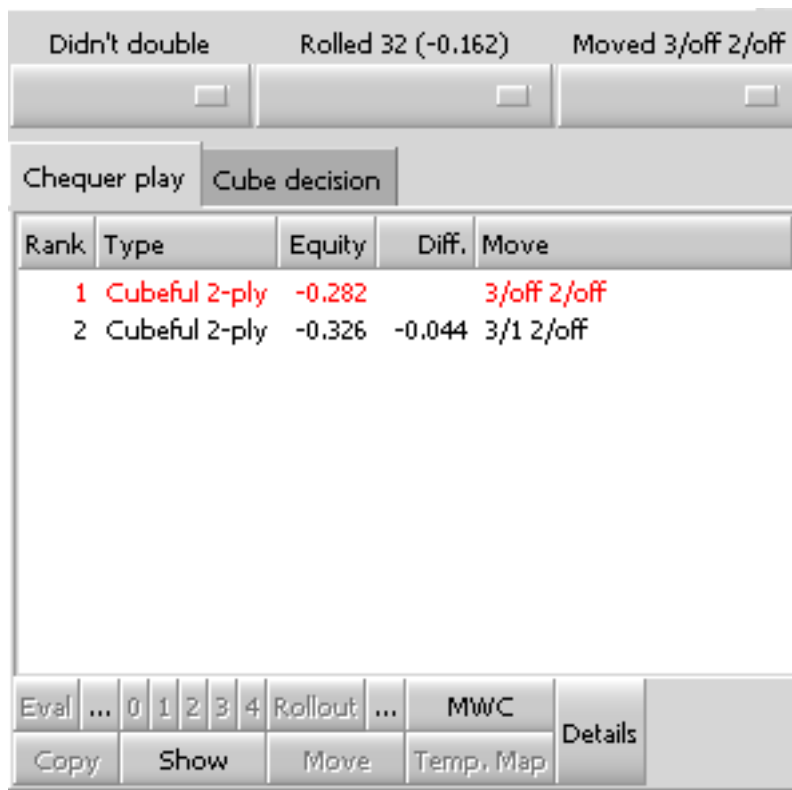 Didn't double Rolled 32 (-0.162) Moved 3/off 2/off
Chequer play Cube decision
Rank Type Equity Diff. Move
1 Cubeful 2-ply -0.282 3/off 2/off
2 Cubeful 2-ply -0.326 -0.044 3/1 2/off
Eval ... 0 1 2 3 4 Rollout ... MWC Details
Copy Show Move Temp. Map